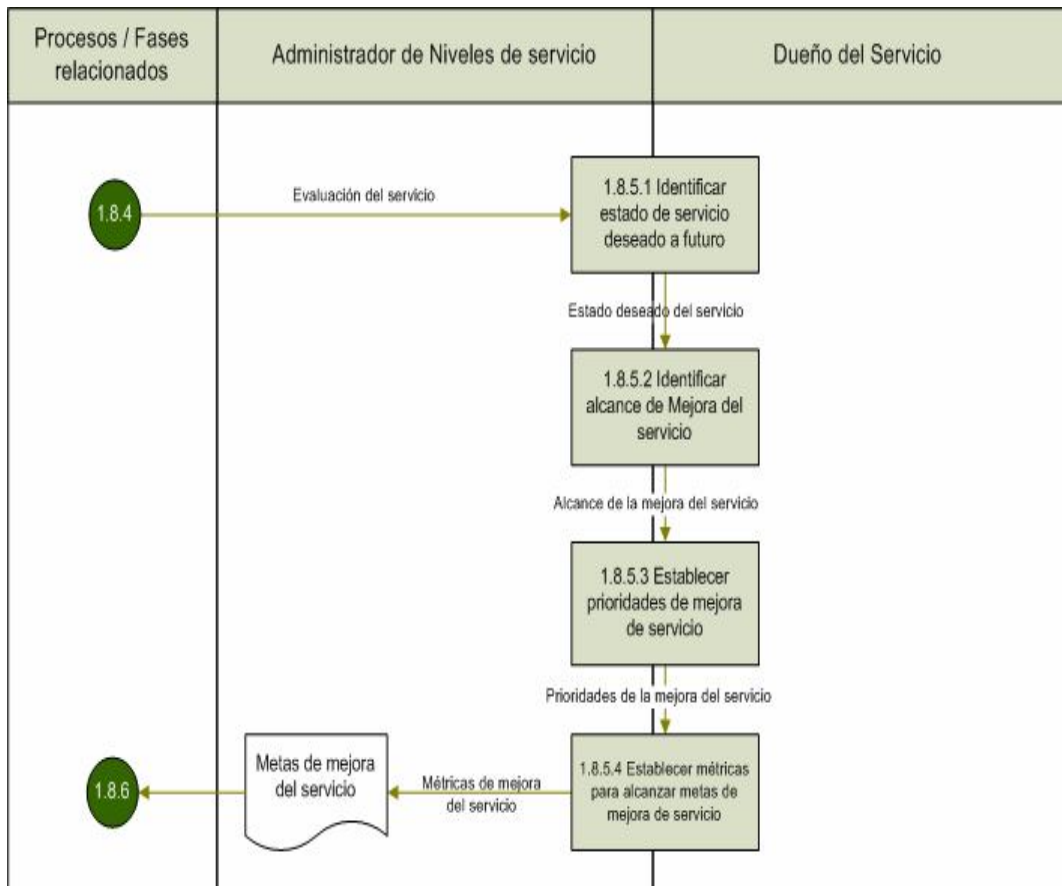 Procesos / Fases
relacionados
Administrador de Niveles de servicio
Dueño del Servicio
1.8.4
Evaluación del servicio
1.8.5.1 Identificar
estado de servicio
deseado a futuro
Estado deseado del servicio
1.8.5.2 Identificar
alcance de Mejora del
servicio
Alcance de la mejora del servicio
1.8.5.3 Establecer
prioridades de mejora
de servicio
Prioridades de la mejora del servicio
1.8.6
Metas de mejora
del servicio
Métricas de mejora
del servicio
1.8.5.4 Establecer métricas
para alcanzar metas de
mejora de servicio